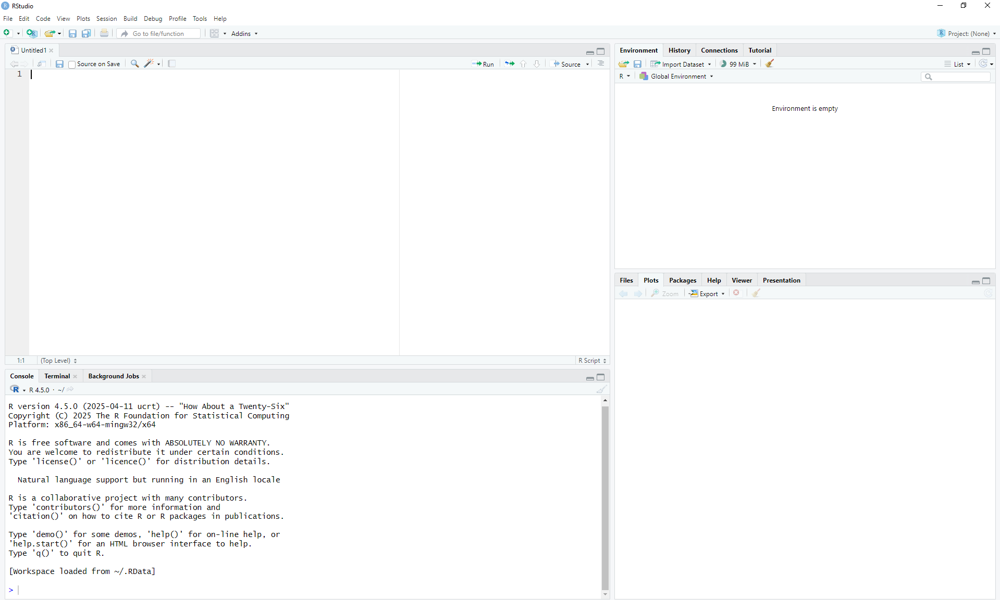 RStudio
File Edit Code View Plots Session Build Debug Profile Tools Help
Go to file/function Addins Project: (None)
Untitled1
Source on Save Run Source
1
1:1 (Top Level) R Script
Console Terminal Background Jobs
R 4.5.0 · ~/
R version 4.5.0 (2025-04-11 ucrt) -- "How About a Twenty-Six"
Copyright (C) 2025 The R Foundation for Statistical Computing
Platform: x86_64-w64-mingw32/x64
R is free software and comes with ABSOLUTELY NO WARRANTY.
You are welcome to redistribute it under certain conditions.
Type 'license()' or 'licence()' for distribution details.
Natural language support but running in an English locale
R is a collaborative project with many contributors.
Type 'contributors()' for more information and
'citation()' on how to cite R or R packages in publications.
Type 'demo()' for some demos, 'help()' for on-line help, or
'help.start()' for an HTML browser interface to help.
Type 'q()' to quit R.
[Workspace loaded from ~/.RData]
>
Environment History Connections Tutorial
Import Dataset 99 MiB List
R Global Environment
Environment is empty
Files Plots Packages Help Viewer Presentation
Zoom Export